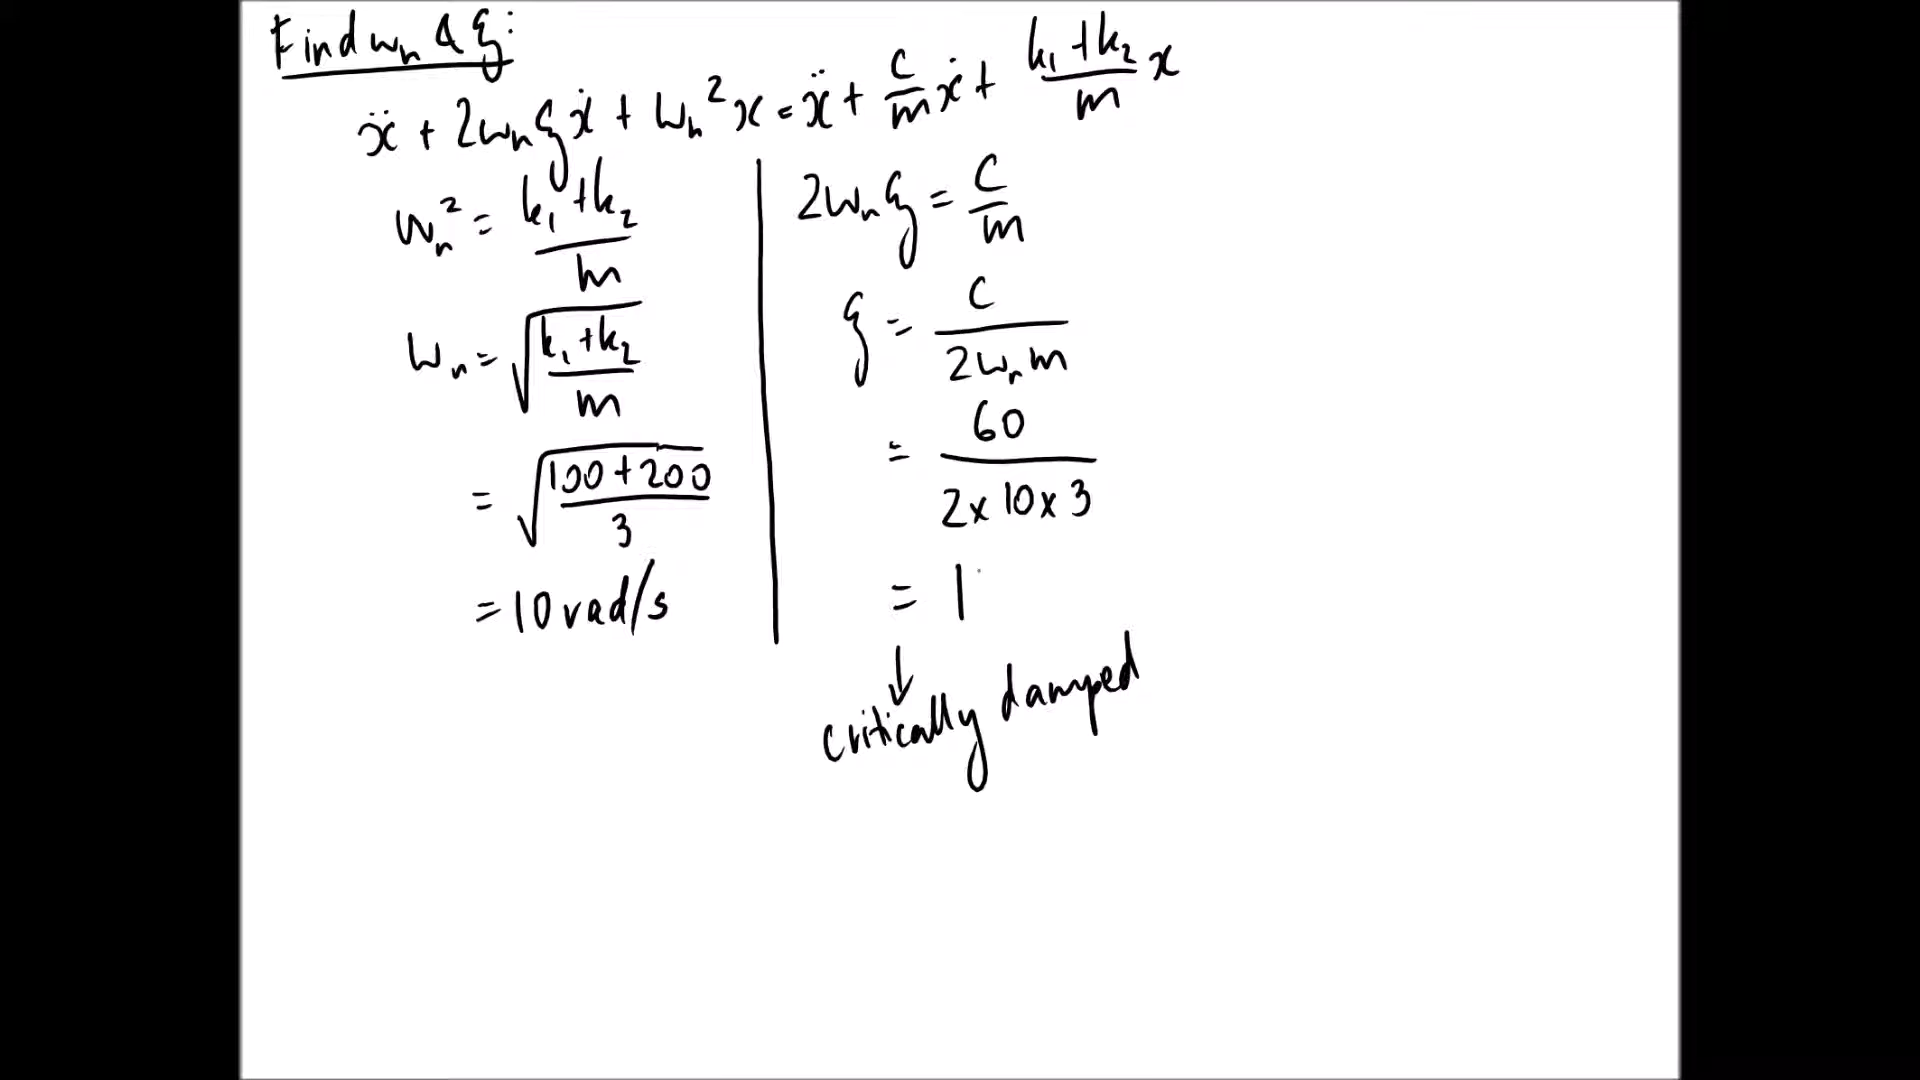 Find ωn & ξ:
ẍ + 2ωnξẋ + ωn²x = ẍ + c/m ẋ + (k₁+k₂)/m x
ωn² = (k₁+k₂)/m
ωn = √((k₁+k₂)/m)
= √((100+200)/3)
= 10 rad/s
2ωnξ = c/m
ξ = c/(2ωnm)
= 60/(2×10×3)
= 1
↓
critically damped